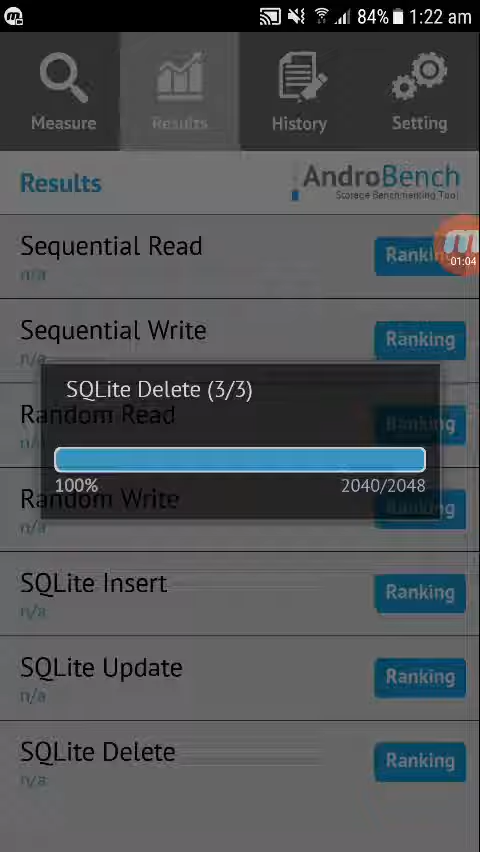 84% 1:22 am
Measure
Results
History
Setting
Results
AndroBench
Storage Benchmarking Tool
Sequential Read
n/a
Ranking
01:04
Sequential Write
n/a
Ranking
SQLite Delete (3/3)
Random Read
n/a
Ranking
100% 2040/2048
Random Write
n/a
Ranking
SQLite Insert
n/a
Ranking
SQLite Update
n/a
Ranking
SQLite Delete
n/a
Ranking